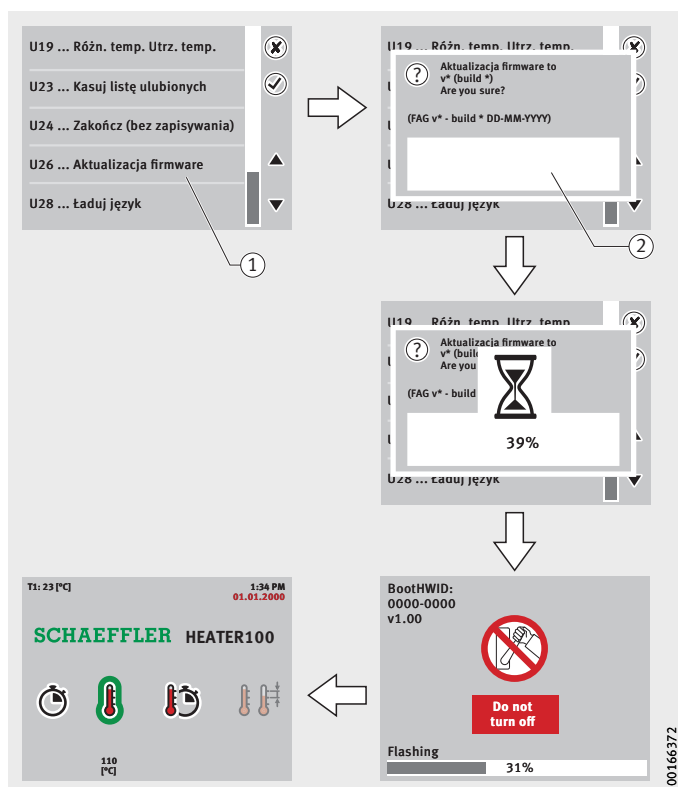 U19 ... Różn. temp. Utrz. temp.
U23 ... Kasuj listę ulubionych
U24 ... Zakończ (bez zapisywania)
U26 ... Aktualizacja firmware
U28 ... Ładuj język
1
U19 ... Różn. temp. Utrz. temp.
Aktualizacja firmware to
v* (build *)
Are you sure?
(FAG v* - build * DD-MM-YYYY)
U28 ... Ładuj język
2
U19 ... Różn. temp. Utrz. temp.
Aktualizacja firmware to
v* (build
Are you
(FAG v* - build
39%
U28 ... Ładuj język
BootHWID:
0000-0000
v1.00
Do not
turn off
Flashing
31%
T1: 23 [°C]
1:34 PM
01.01.2000
SCHAEFFLER HEATER100
110
[°C]
00166372